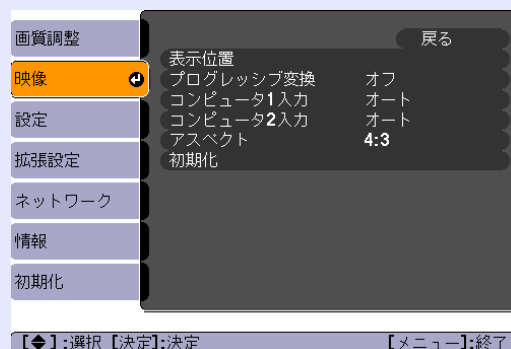 画質調整
映像
設定
拡張設定
ネットワーク
情報
初期化
戻る
表示位置
プログレッシブ変換 オフ
コンピュータ1入力 オート
コンピュータ2入力 オート
アスペクト 4:3
初期化
[◆]:選択 [決定]:決定 [メニュー]:終了